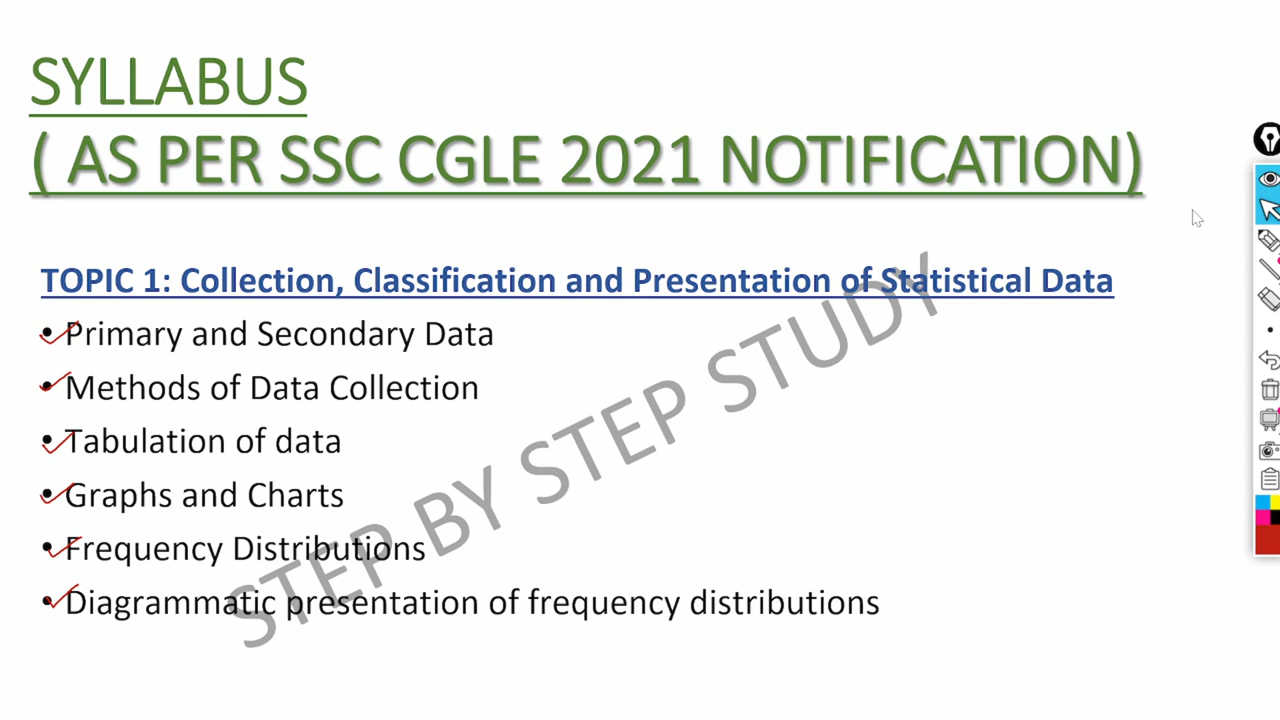 SYLLABUS
( AS PER SSC CGLE 2021 NOTIFICATION)
TOPIC 1: Collection, Classification and Presentation of Statistical Data
• Primary and Secondary Data
• Methods of Data Collection
• Tabulation of data
• Graphs and Charts
• Frequency Distributions
• Diagrammatic presentation of frequency distributions
STEP BY STEP STUDY